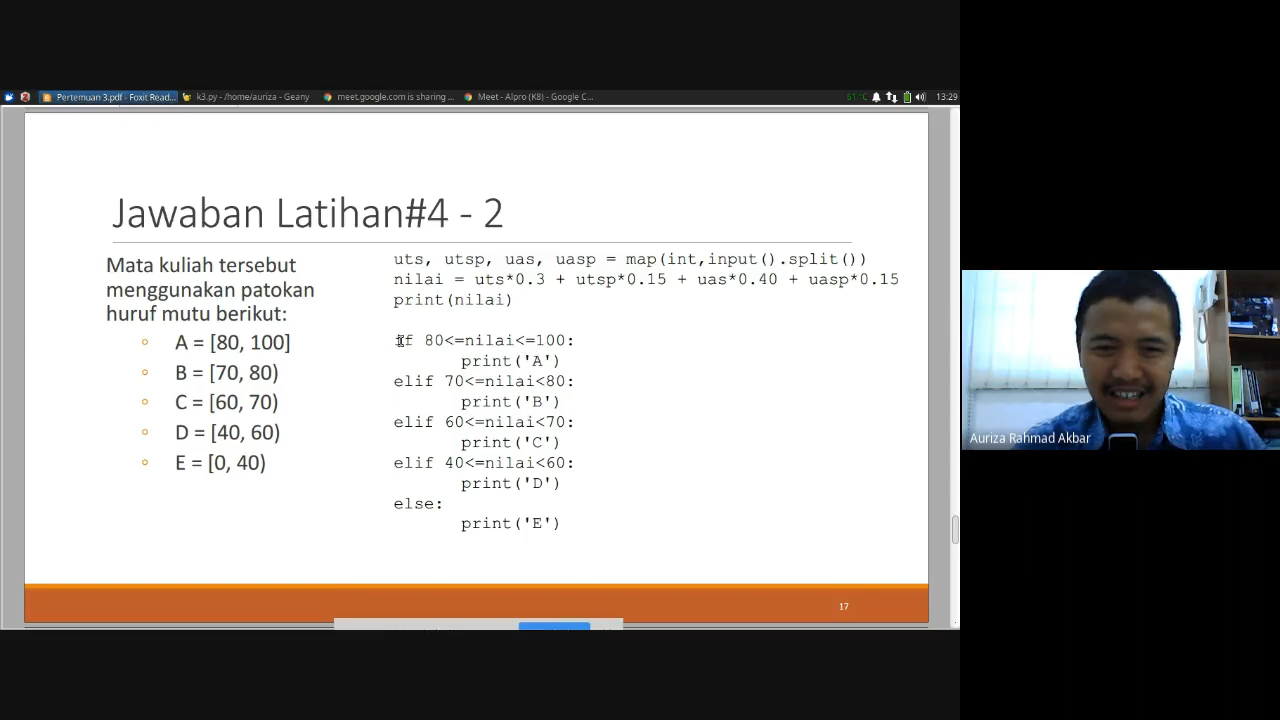 Pertemuan 3.pdf - Foxit Read... k3.py - /home/auriza - Geany meet.google.com is sharing ... Meet - Alpro (K8) - Google C... 61°C 13:29
Jawaban Latihan#4 - 2
Mata kuliah tersebut
menggunakan patokan
huruf mutu berikut:
A = [80, 100]
B = [70, 80)
C = [60, 70)
D = [40, 60)
E = [0, 40)
uts, utsp, uas, uasp = map(int,input().split())
nilai = uts*0.3 + utsp*0.15 + uas*0.40 + uasp*0.15
print(nilai)
if 80<=nilai<=100:
print('A')
elif 70<=nilai<80:
print('B')
elif 60<=nilai<70:
print('C')
elif 40<=nilai<60:
print('D')
else:
print('E')
17
Auriza Rahmad Akbar